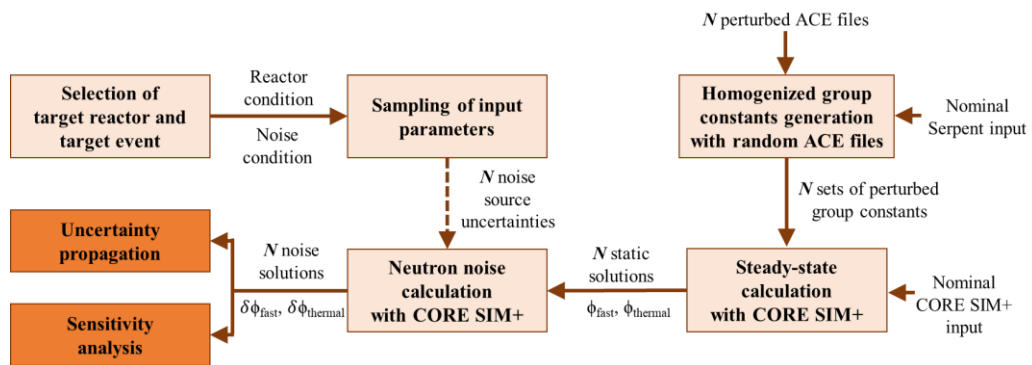 N perturbed ACE files
Selection of
target reactor and
target event
Reactor
condition
Noise
condition
Sampling of input
parameters
Homogenized group
constants generation
with random ACE files
Nominal
Serpent input
N noise
source
uncertainties
N sets of perturbed
group constants
Uncertainty
propagation
Sensitivity
analysis
N noise
solutions
δϕfast, δϕthermal
Neutron noise
calculation
with CORE SIM+
N static
solutions
ϕfast, ϕthermal
Steady-state
calculation
with CORE SIM+
Nominal
CORE SIM+
input